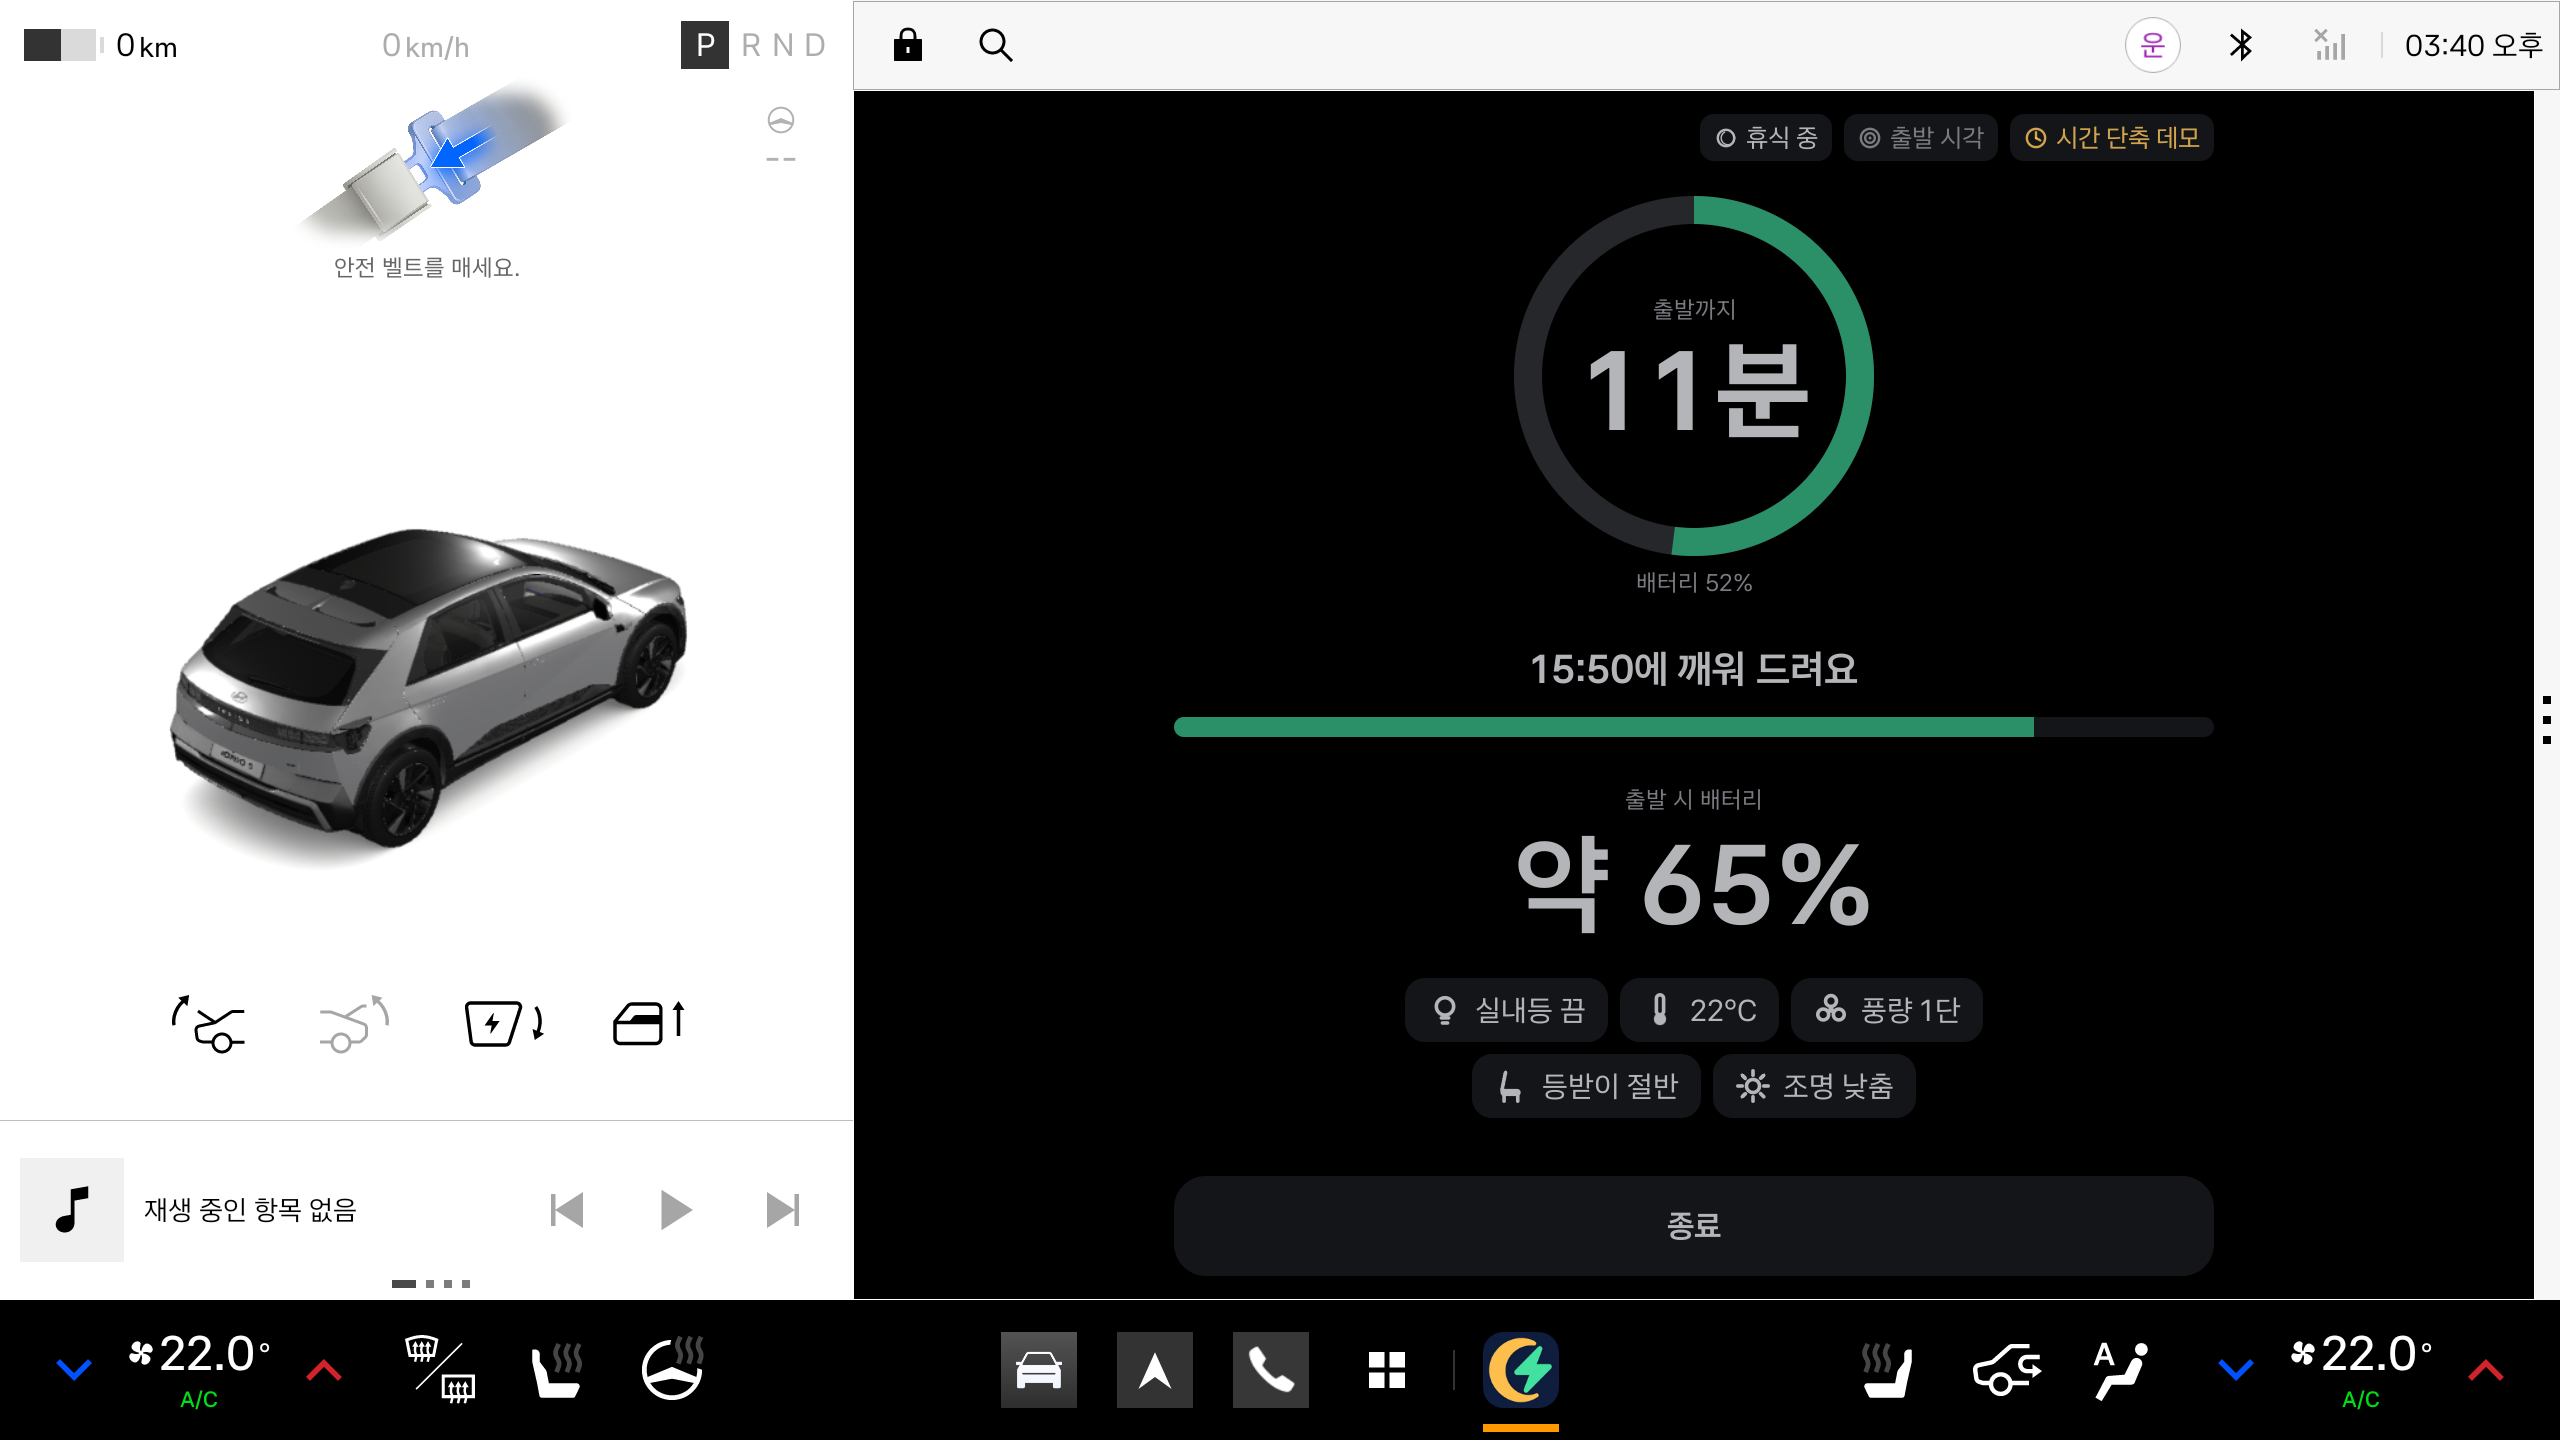 0 km
0 km/h
P R N D
운
03:40 오후
안전 벨트를 매세요.
--
휴식 중
출발 시각
시간 단축 데모
출발까지
11분
배터리 52%
15:50에 깨워 드려요
출발 시 배터리
약 65%
실내등 끔
22°C
풍량 1단
등받이 절반
조명 낮춤
종료
재생 중인 항목 없음
22.0°
A/C
A
22.0°
A/C